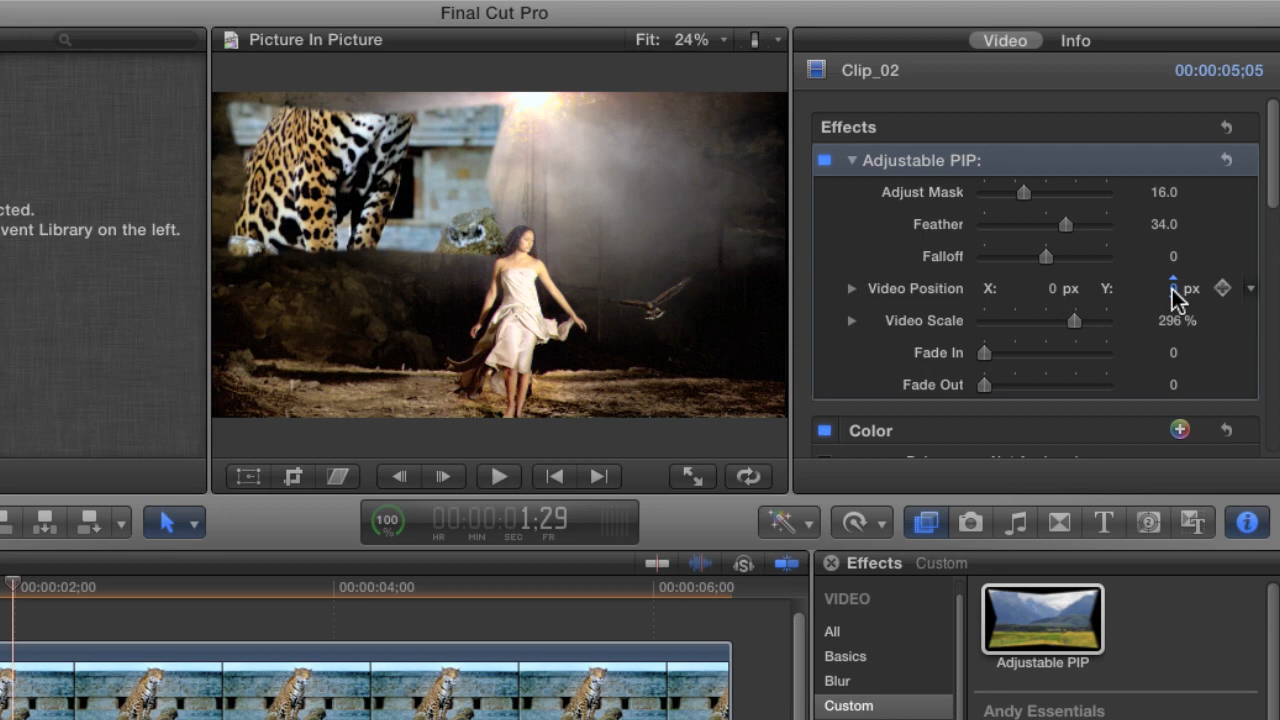 Final Cut Pro
Picture In Picture
Fit: 24%
Video
Info
Clip_02
00:00:05;05
cted.
vent Library on the left.
Effects
Adjustable PIP:
Adjust Mask 16.0
Feather 34.0
Falloff 0
Video Position X: 0 px Y: px
Video Scale 296 %
Fade In 0
Fade Out 0
Color
100 %
00:00:01;29
HR MIN SEC FR
00:00:02;00
00:00:04;00
00:00:06;00
Effects Custom
VIDEO
All
Basics
Blur
Custom
Adjustable PIP
Andy Essentials